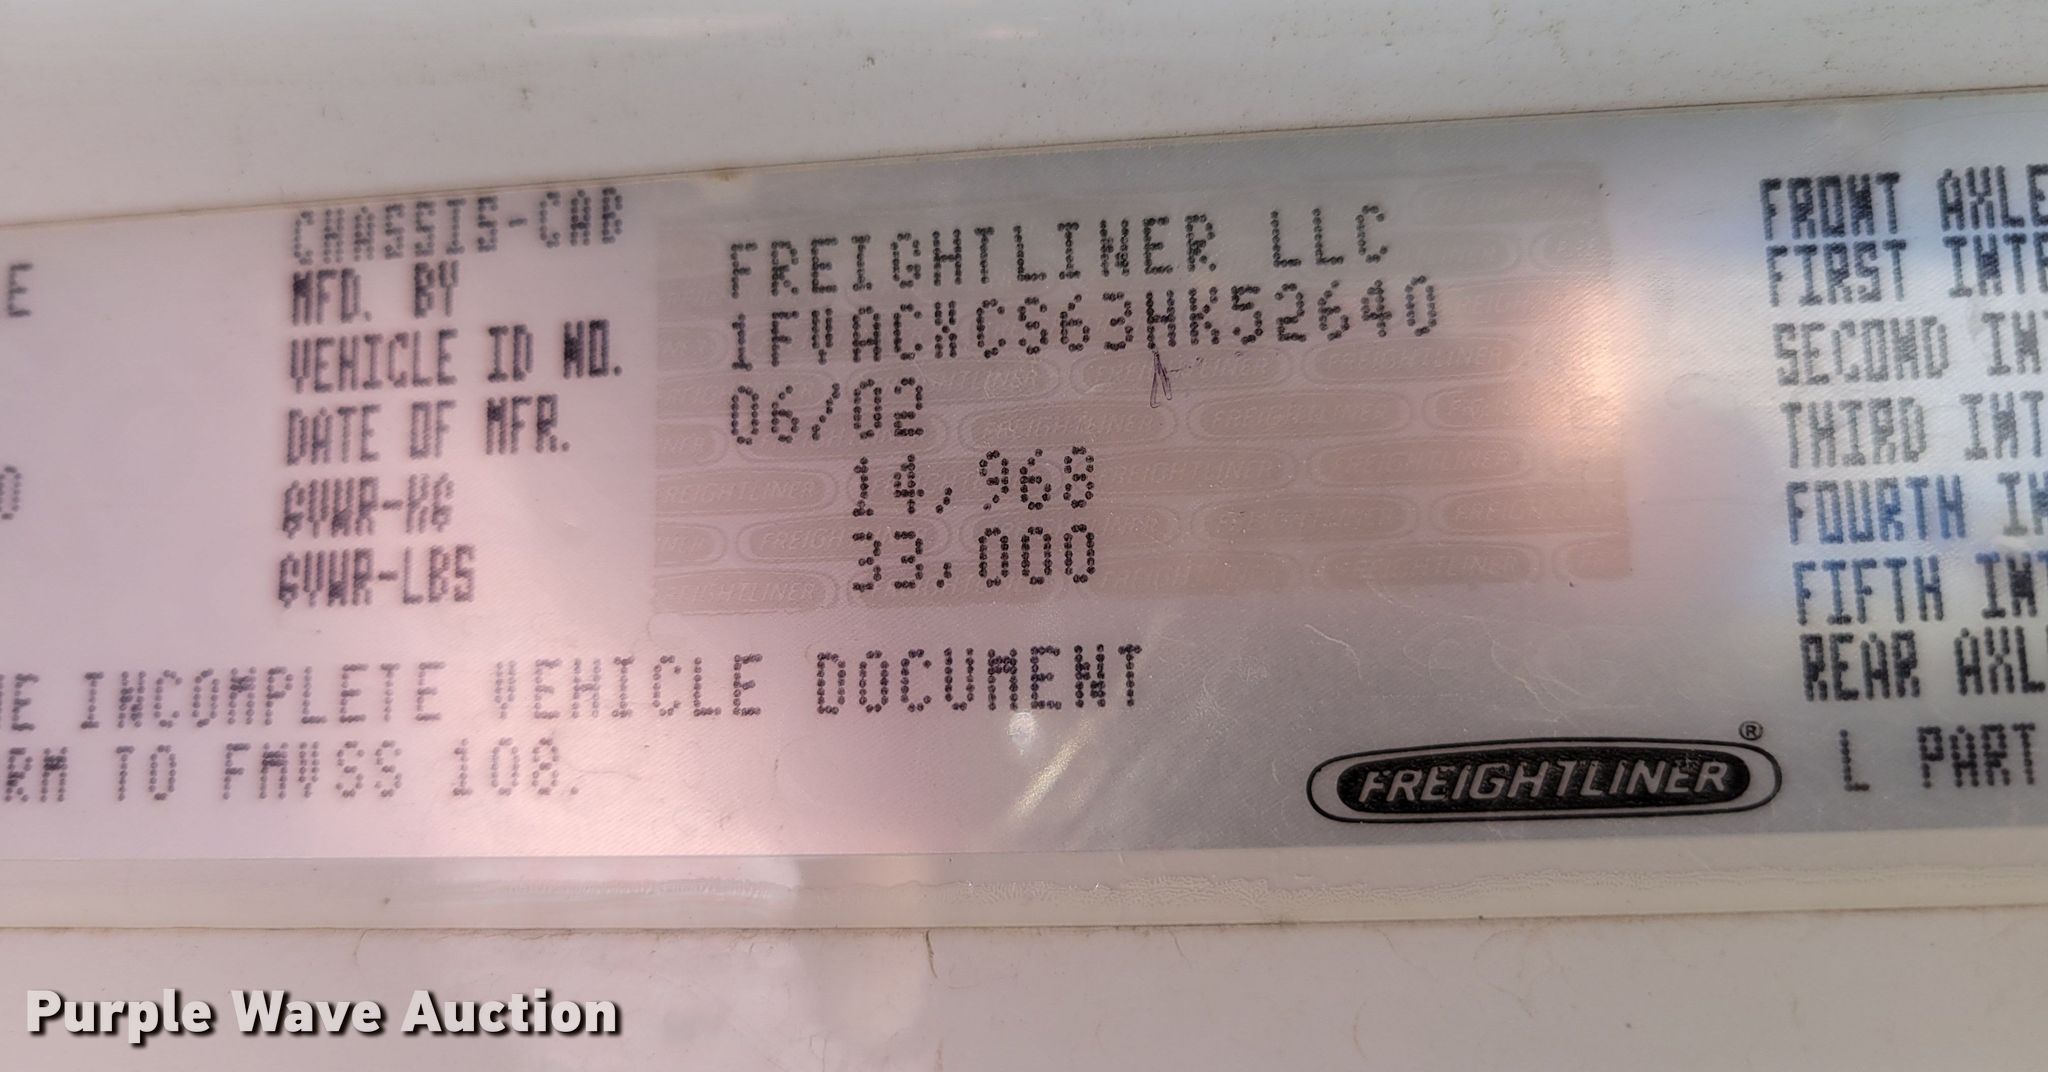 CHASSIS-CAB
E MFD. BY FREIGHTLINER LLC
VEHICLE ID NO. 1FVACXCS63HK52640
DATE OF MFR. 06/02
GVWR-KG 14,968
GVWR-LBS 33,000
E INCOMPLETE VEHICLE DOCUMENT
RM TO FMVSS 108.
FREIGHTLINER ®
FRONT AXLE
FIRST INTE
SECOND INT
THIRD INT
FOURTH IN
FIFTH INT
REAR AXL
L PART
Purple Wave Auction